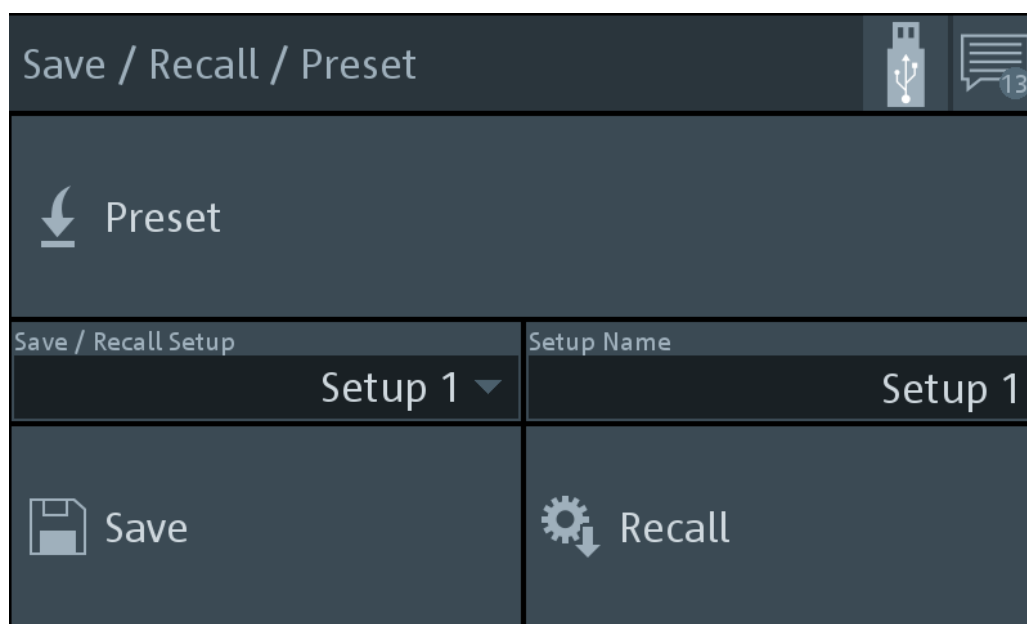 Save / Recall / Preset
13
Preset
Save / Recall Setup
Setup Name
Setup 1
Setup 1
Save
Recall